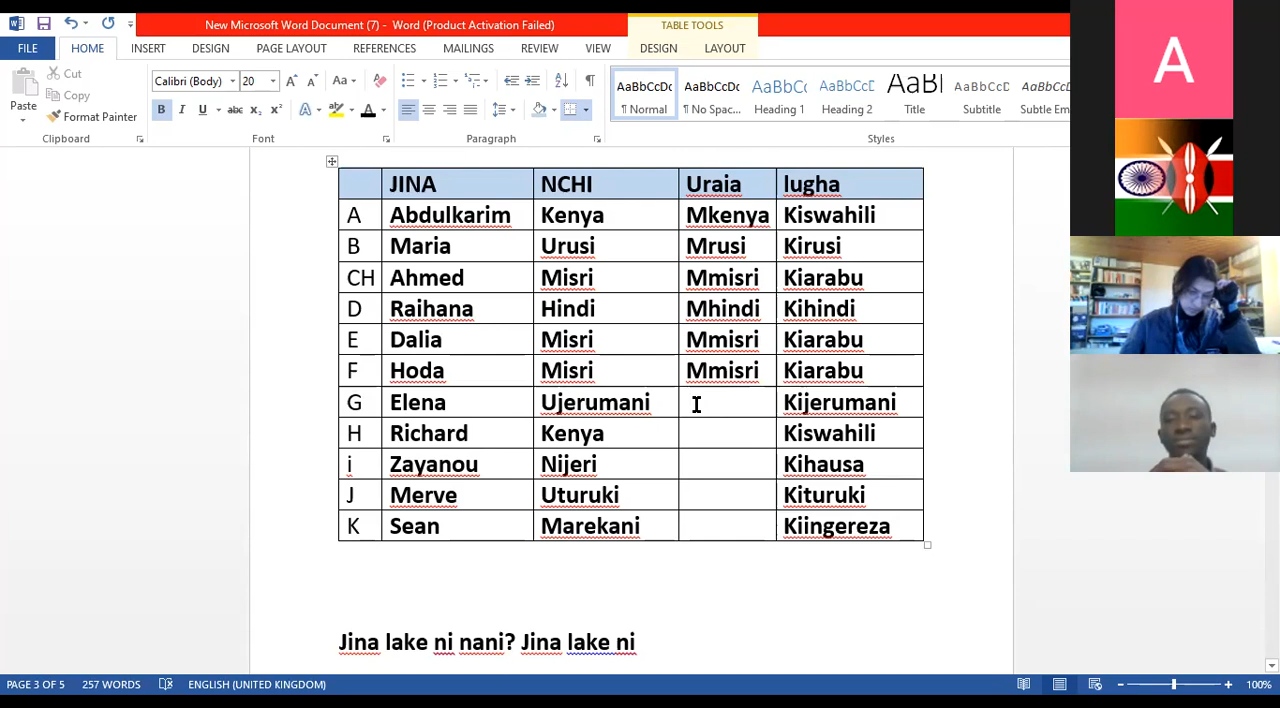 New Microsoft Word Document (7) - Word (Product Activation Failed)
TABLE TOOLS
FILE HOME INSERT DESIGN PAGE LAYOUT REFERENCES MAILINGS REVIEW VIEW DESIGN LAYOUT
Cut
Copy
Format Painter
Paste
Clipboard
Calibri (Body) 20
Font
Paragraph
AaBbCcDc AaBbCcDc AaBbC AaBbCcD AaBl AaBbCcD AaBbCcDc
¶ Normal ¶ No Spac... Heading 1 Heading 2 Title Subtitle Subtle Em
Styles
JINA NCHI Uraia lugha
A Abdulkarim Kenya Mkenya Kiswahili
B Maria Urusi Mrusi Kirusi
CH Ahmed Misri Mmisri Kiarabu
D Raihana Hindi Mhindi Kihindi
E Dalia Misri Mmisri Kiarabu
F Hoda Misri Mmisri Kiarabu
G Elena Ujerumani Kijerumani
H Richard Kenya Kiswahili
i Zayanou Nijeri Kihausa
J Merve Uturuki Kituruki
K Sean Marekani Kiingereza
Jina lake ni nani? Jina lake ni
PAGE 3 OF 5 257 WORDS ENGLISH (UNITED KINGDOM) 100%
A